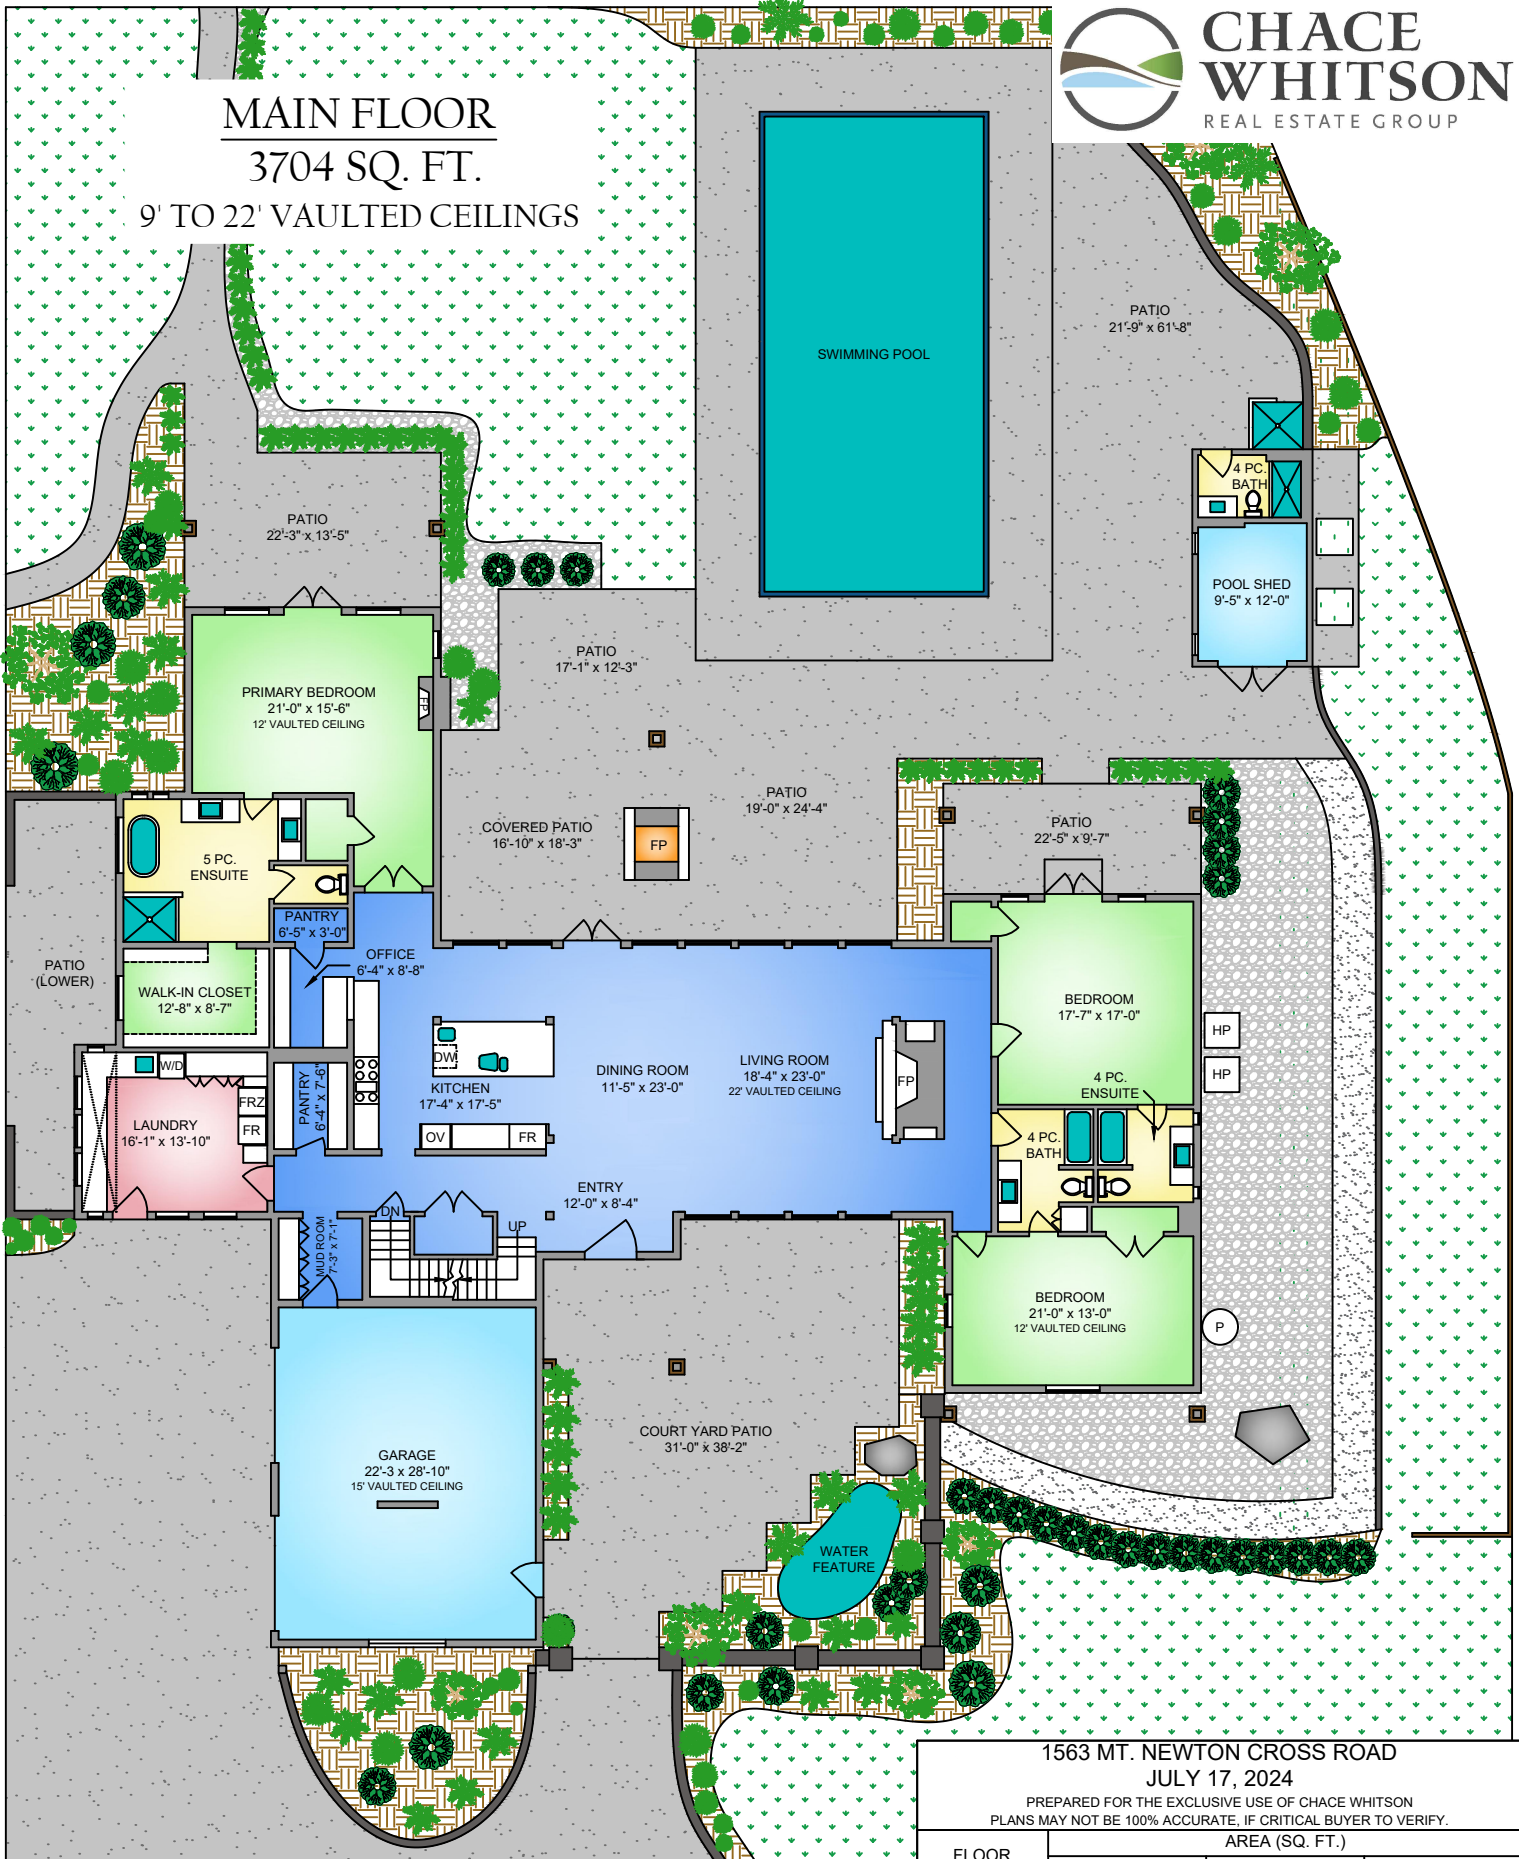 CHACE
WHITSON
REAL ESTATE GROUP
MAIN FLOOR
3704 SQ. FT.
9' TO 22' VAULTED CEILINGS
SWIMMING POOL
PATIO
21'-9" x 61'-8"
4 PC.
BATH
POOL SHED
9'-5" x 12'-0"
PATIO
22'-3" x 13'-5"
PATIO
17'-1" x 12'-3"
PRIMARY BEDROOM
21'-0" x 15'-6"
12' VAULTED CEILING
FP
PATIO
19'-0" x 24'-4"
COVERED PATIO
16'-10" x 18'-3"
FP
PATIO
22'-5" x 9'-7"
5 PC.
ENSUITE
PANTRY
6'-5" x 3'-0"
OFFICE
6'-4" x 8'-8"
PATIO
(LOWER)
WALK-IN CLOSET
12'-8" x 8'-7"
BEDROOM
17'-7" x 17'-0"
HP
HP
W/D
DW
KITCHEN
17'-4" x 17'-5"
DINING ROOM
11'-5" x 23'-0"
LIVING ROOM
18'-4" x 23'-0"
22' VAULTED CEILING
FP
4 PC.
ENSUITE
PANTRY
6'-4" x 7'-6"
FRZ
FR
LAUNDRY
16'-1" x 13'-10"
OV
FR
4 PC.
BATH
ENTRY
12'-0" x 8'-4"
DN
UP
MUD ROOM
7'-3" x 7'-1"
BEDROOM
21'-0" x 13'-0"
12' VAULTED CEILING
P
COURT YARD PATIO
31'-0" x 38'-2"
GARAGE
22'-3 x 28'-10"
15' VAULTED CEILING
WATER
FEATURE
1563 MT. NEWTON CROSS ROAD
JULY 17, 2024
PREPARED FOR THE EXCLUSIVE USE OF CHACE WHITSON
PLANS MAY NOT BE 100% ACCURATE, IF CRITICAL BUYER TO VERIFY.
FLOOR
AREA (SQ. FT.)